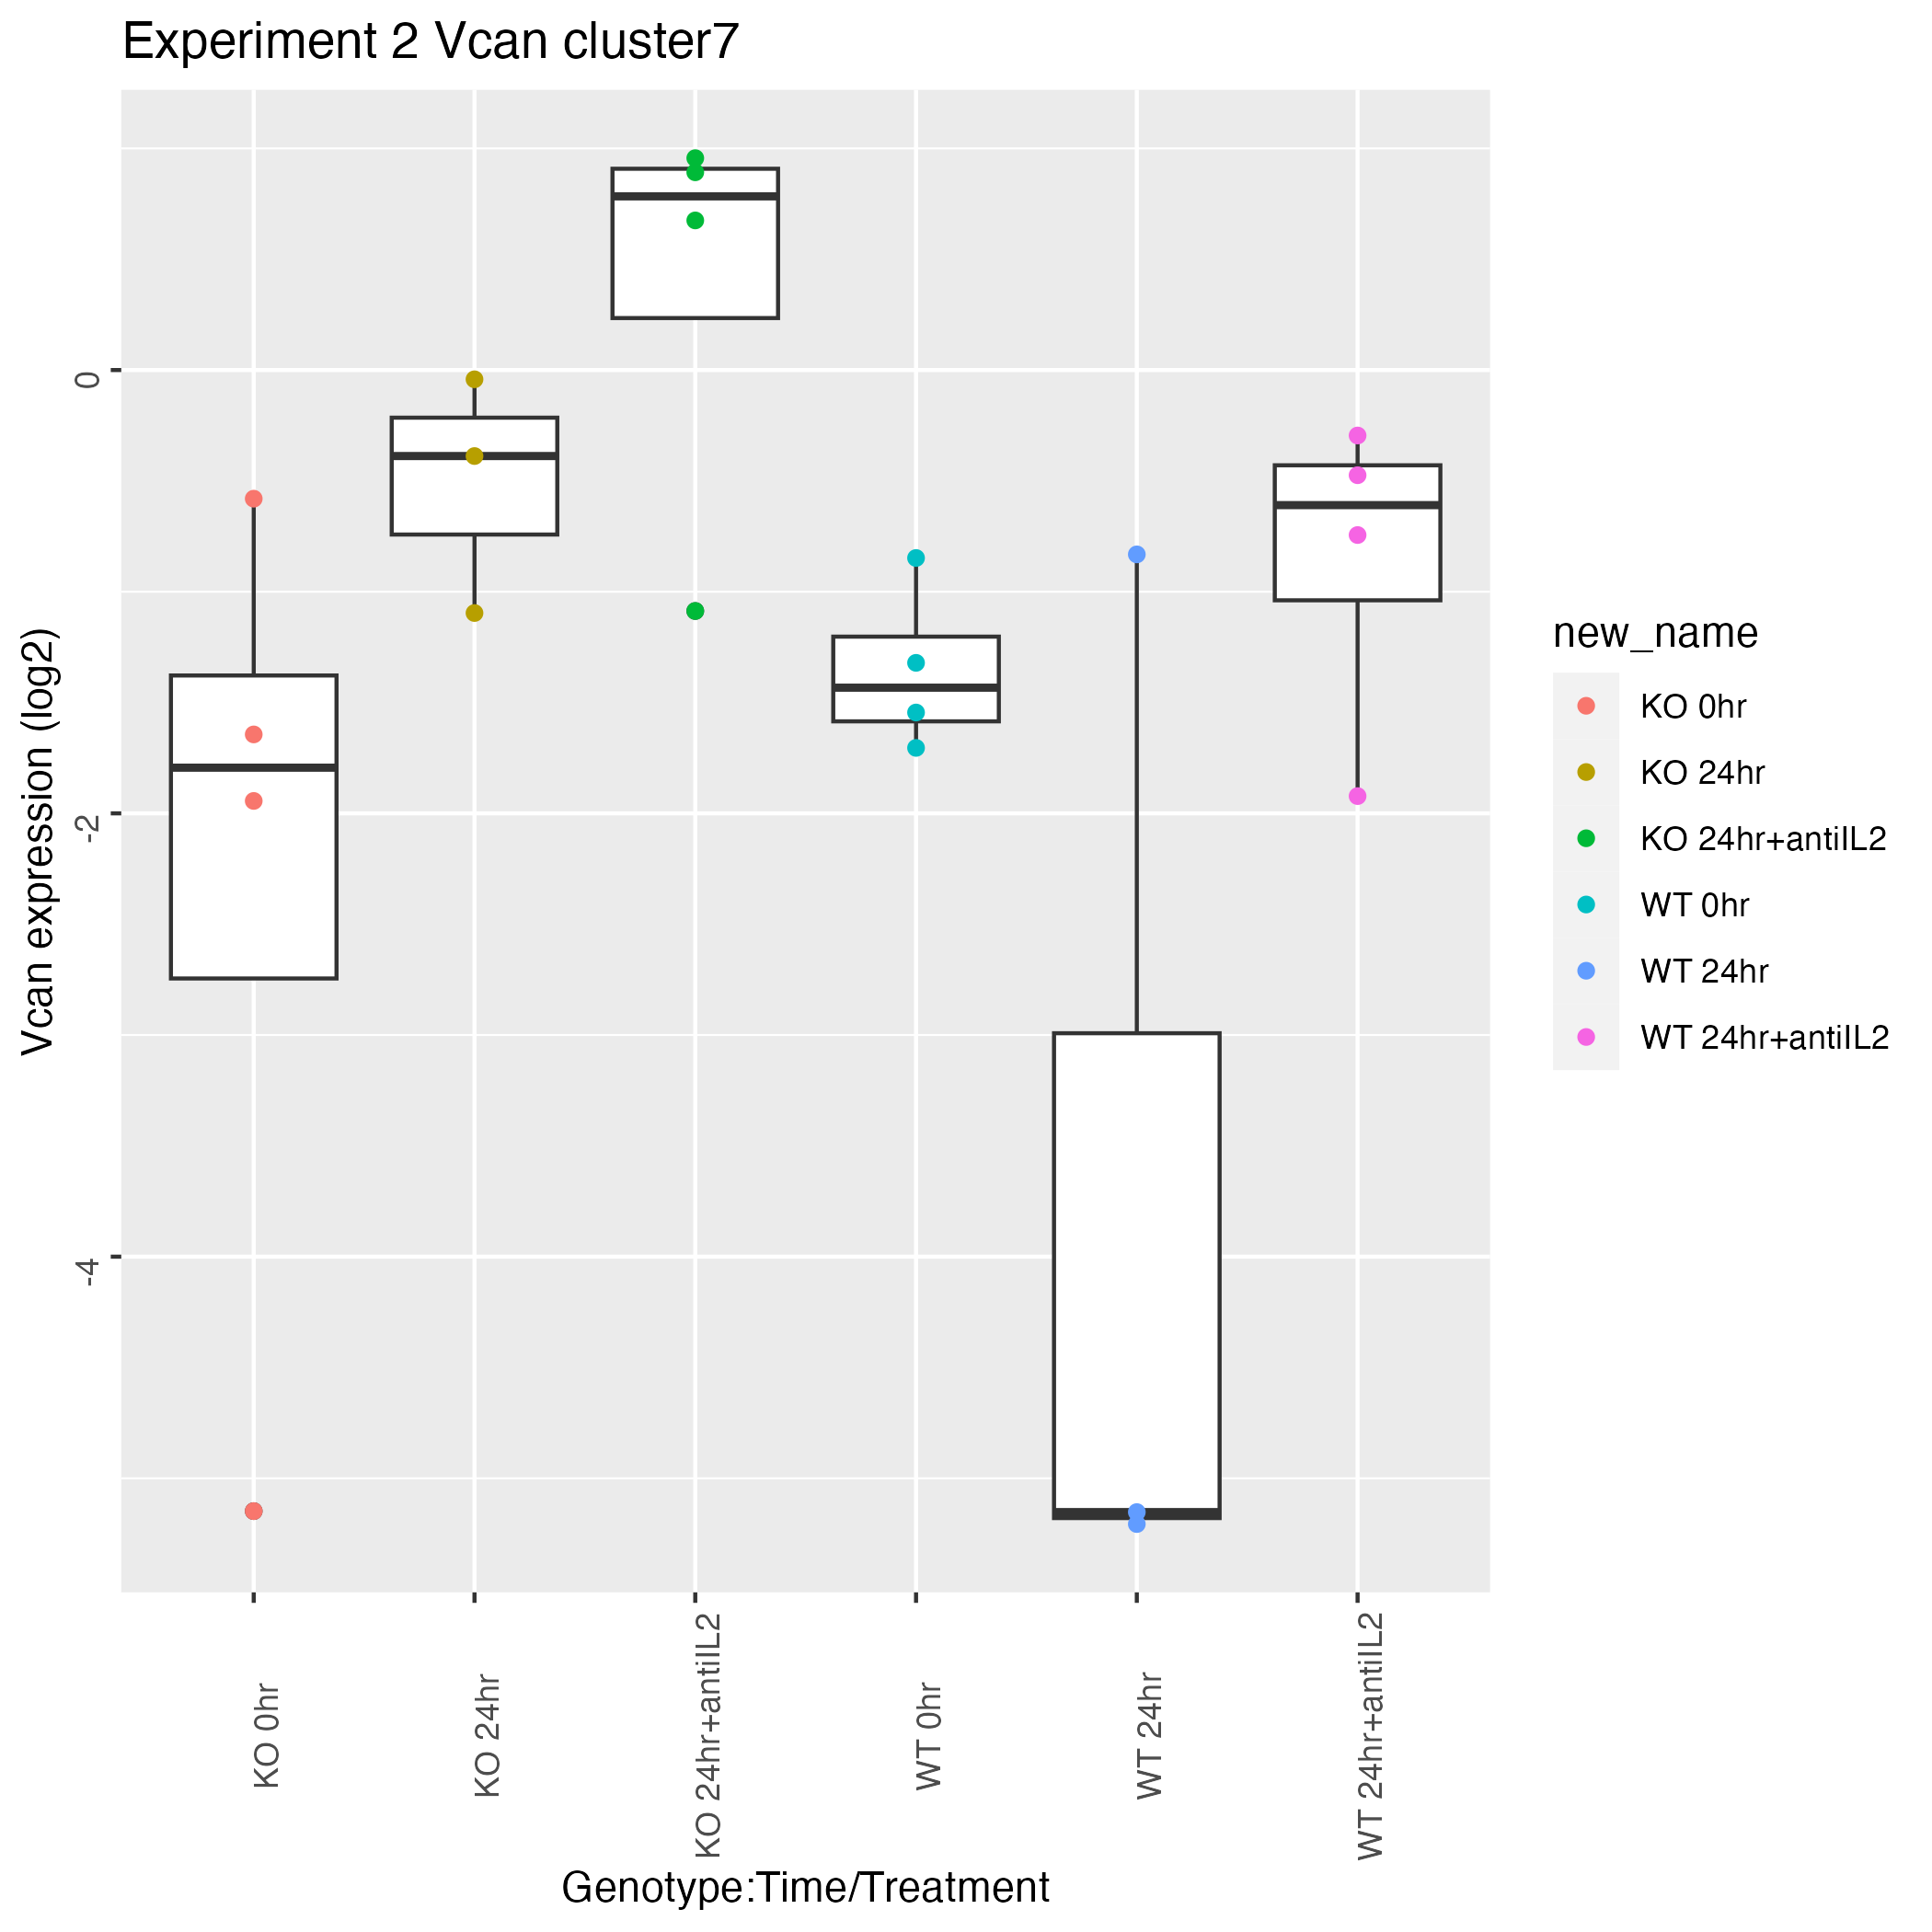 Experiment 2 Vcan cluster7
Vcan expression (log2)
0
-2
-4
KO 0hr
KO 24hr
KO 24hr+antiIL2
WT 0hr
WT 24hr
WT 24hr+antiIL2
Genotype:Time/Treatment
new_name
KO 0hr
KO 24hr
KO 24hr+antiIL2
WT 0hr
WT 24hr
WT 24hr+antiIL2